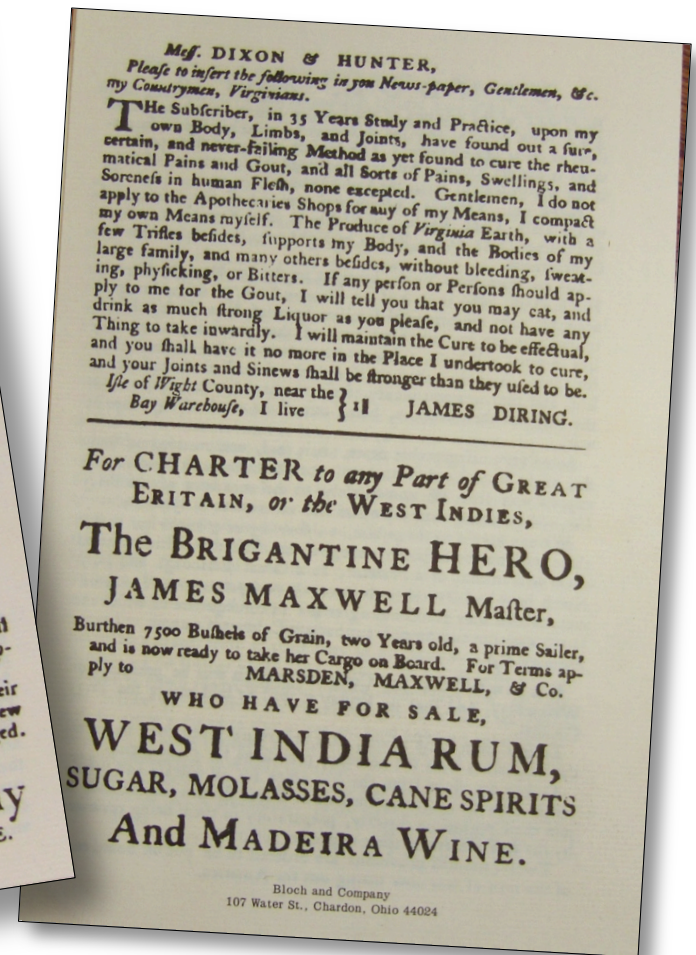 Meſſ. DIXON & HUNTER,
Pleaſe to inſert the following in you News-paper, Gentlemen, &c.
my Countrymen, Virginians.
THe Subſcriber, in 35 Years Study and Practice, upon my
own Body, Limbs, and Joints, have found out a ſure,
certain, and never-failing Method as yet found to cure the rheu-
matical Pains and Gout, and all Sorts of Pains, Swellings, and
Soreneſs in human Fleſh, none excepted. Gentlemen, I do not
apply to the Apothecaries Shops for any of my Means, I compact
my own Means myſelf. The Produce of Virginia Earth, with a
few Trifles beſides, ſupports my Body, and the Bodies of my
large family, and many others beſides, without bleeding, ſweat-
ing, phyſicking, or Bitters. If any perſon or Perſons ſhould ap-
ply to me for the Gout, I will tell you that you may eat, and
drink as much ſtrong Liquor as you pleaſe, and not have any
Thing to take inwardly. I will maintain the Cure to be effectual,
and you ſhall have it no more in the Place I undertook to cure,
and your Joints and Sinews ſhall be ſtronger than they uſed to be.
Iſle of Wight County, near the } 1‖ JAMES DIRING.
Bay Warehouſe, I live
For CHARTER to any Part of GREAT
ERITAIN, or the WEST INDIES,
The BRIGANTINE HERO,
JAMES MAXWELL Maſter,
Burthen 7500 Buſhels of Grain, two Years old, a prime Sailer,
and is now ready to take her Cargo on Board. For Terms ap-
ply to MARSDEN, MAXWELL, & Co.
WHO HAVE FOR SALE,
WEST INDIA RUM,
SUGAR, MOLASSES, CANE SPIRITS
And MADEIRA WINE.
Bloch and Company
107 Water St., Chardon, Ohio 44024